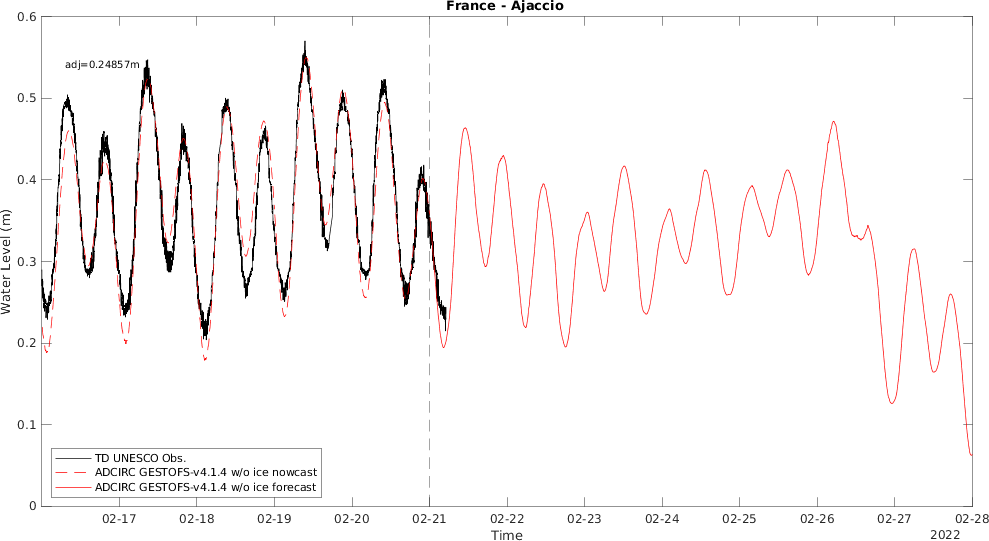 France - Ajaccio
adj=0.24857m
Water Level (m)
0.6
0.5
0.4
0.3
0.2
0.1
0
TD UNESCO Obs.
ADCIRC GESTOFS-v4.1.4 w/o ice nowcast
ADCIRC GESTOFS-v4.1.4 w/o ice forecast
02-17 02-18 02-19 02-20 02-21 02-22 02-23 02-24 02-25 02-26 02-27 02-28
Time
2022